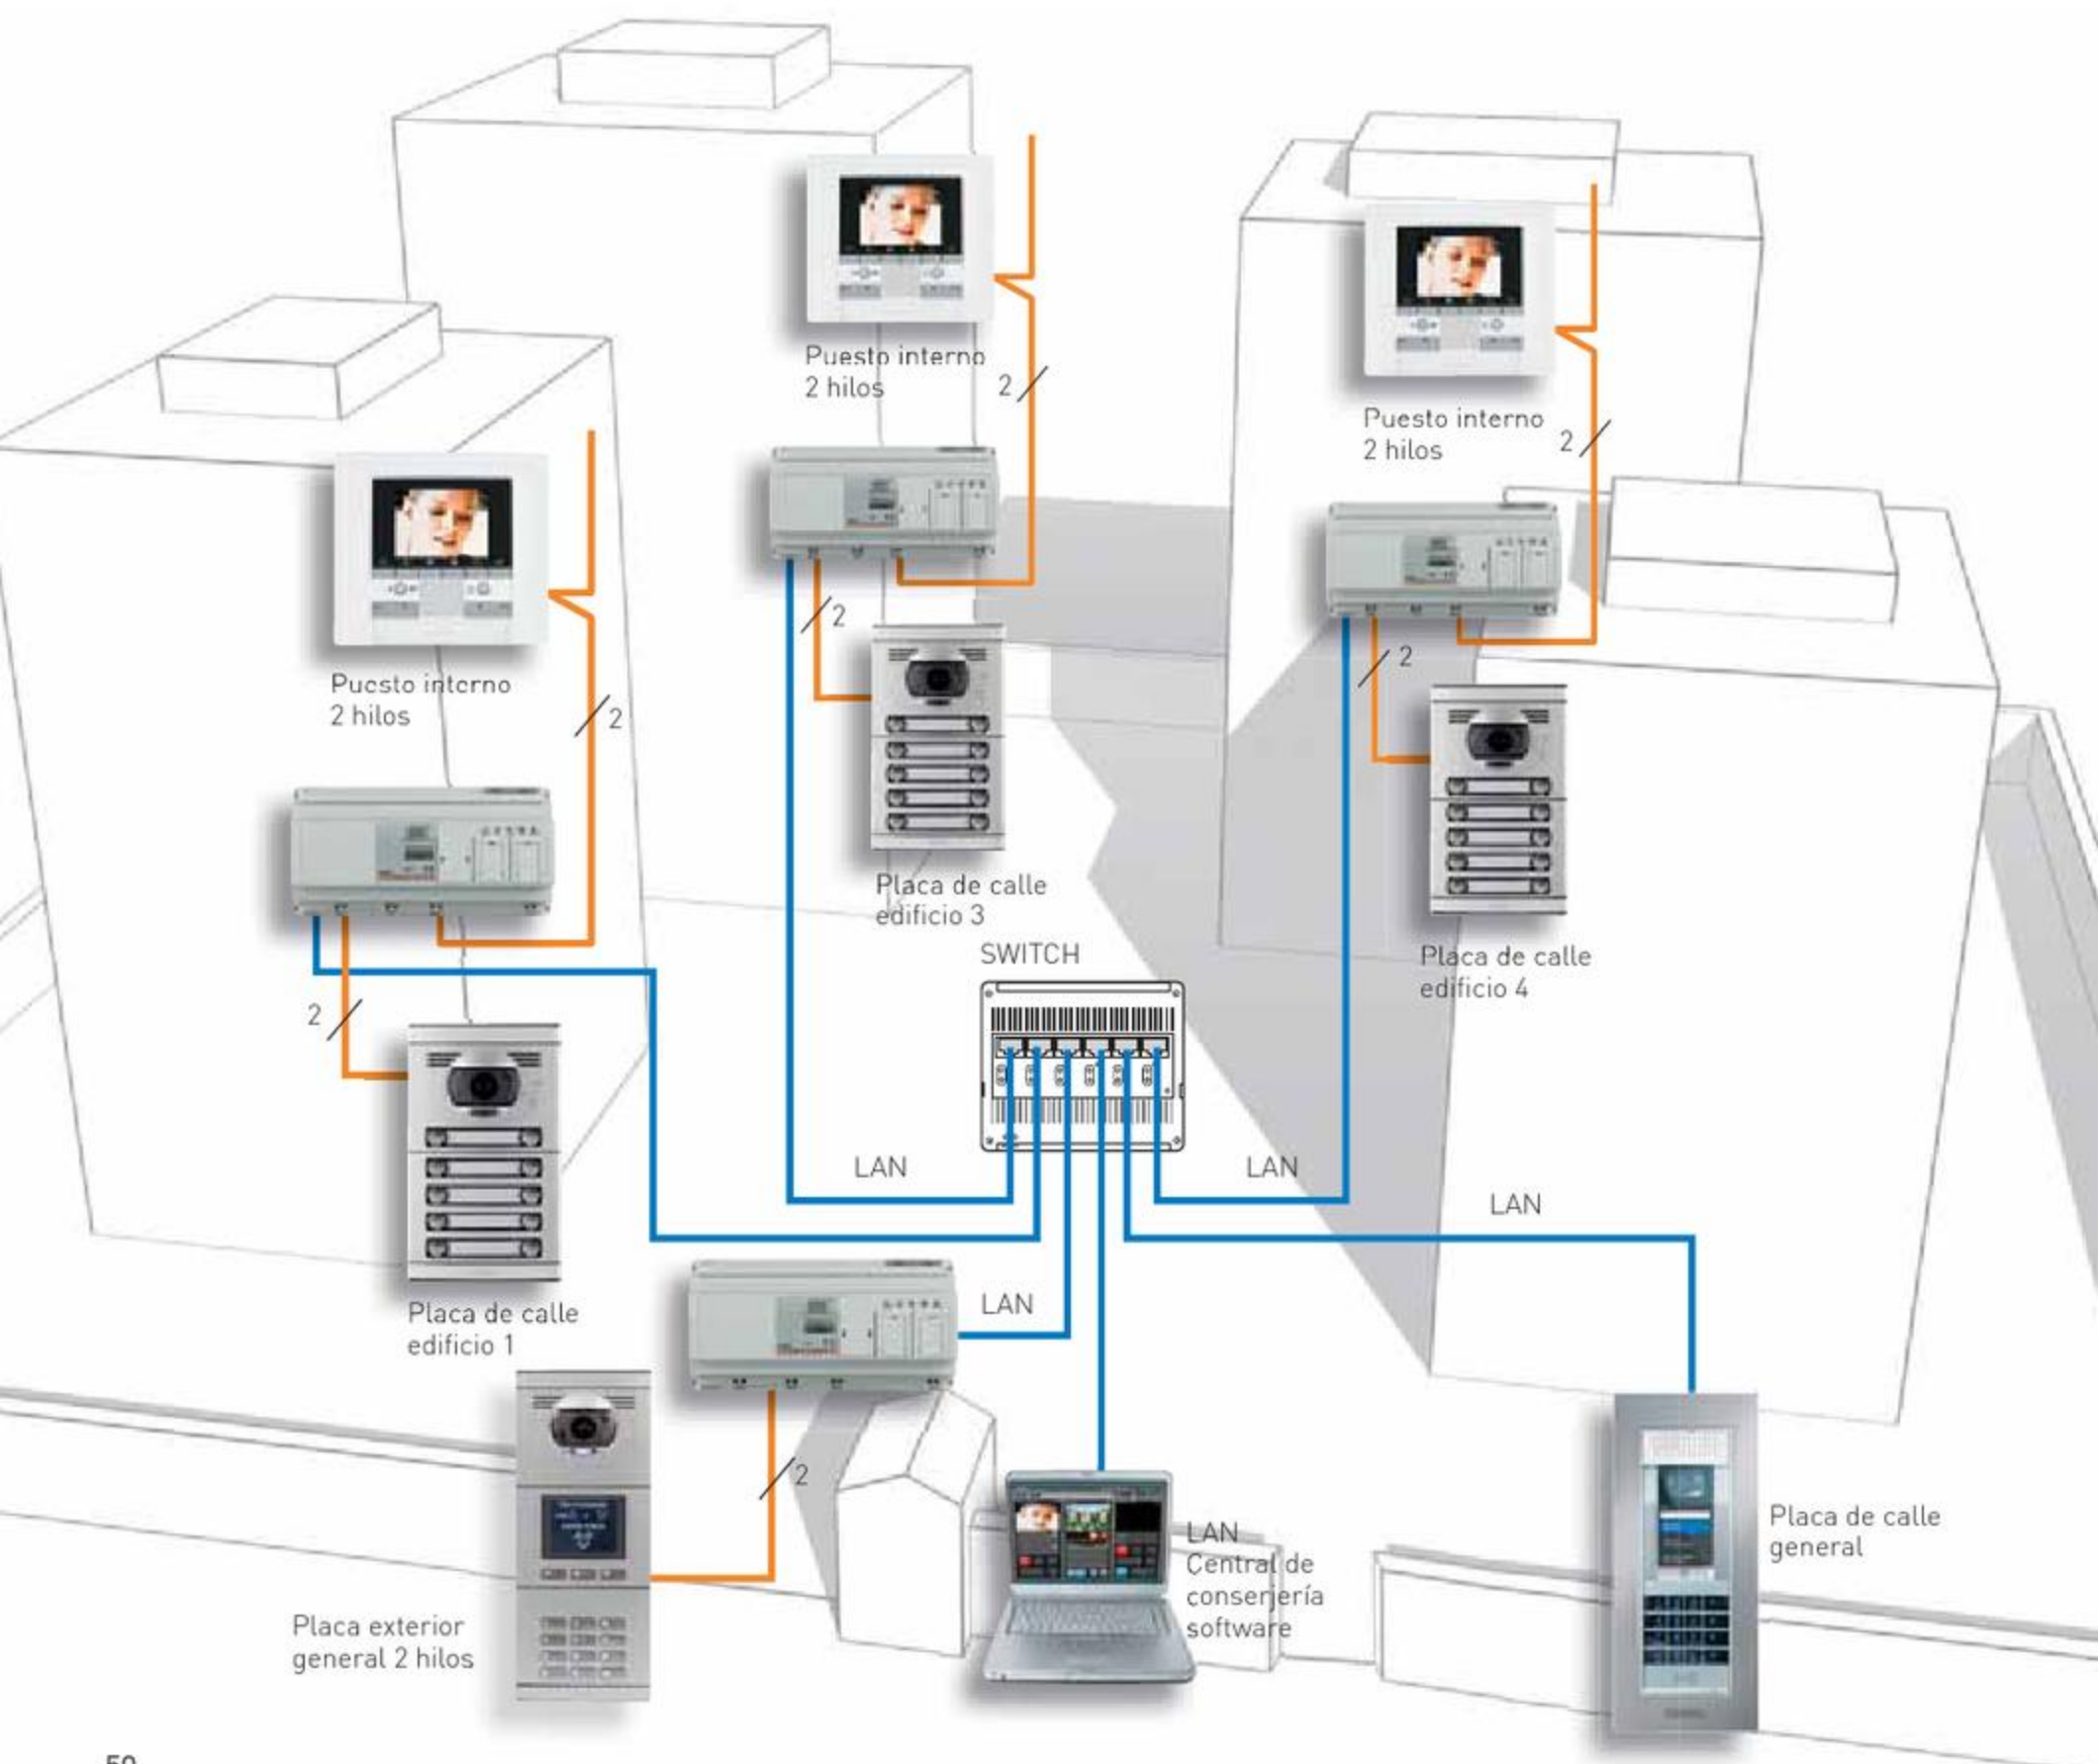 Puesto interno
2 hilos
2
Puesto interno
2 hilos
2
Puesto interno
2 hilos
2
2
Placa de calle
edificio 3
2
Placa de calle
edificio 4
2
Placa de calle
edificio 1
SWITCH
LAN
LAN
LAN
LAN
2
Placa exterior
general 2 hilos
LAN
Central de
conserjería
software
Placa de calle
general